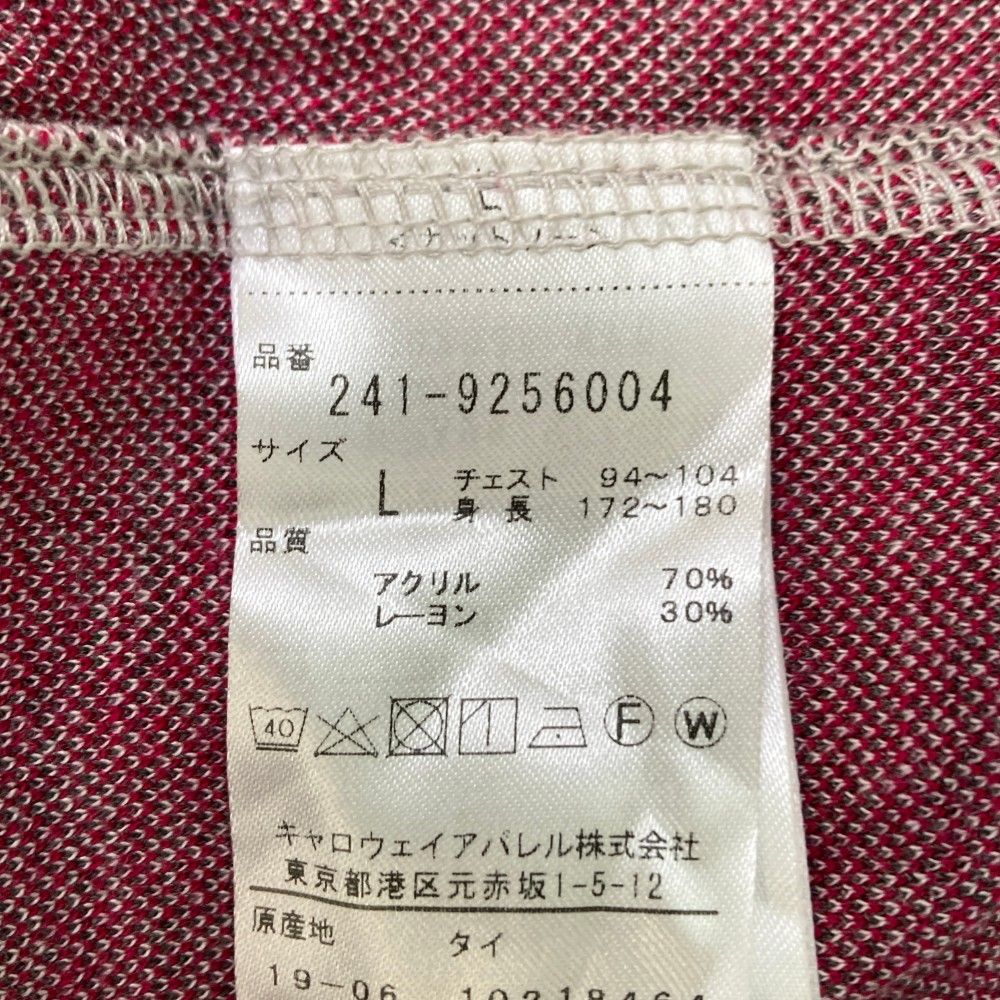 L
品番
241-9256004
サイズ
L チェスト 94〜104
身長 172〜180
品質
アクリル 70%
レーヨン 30%
40 F W
キャロウェイアパレル株式会社
東京都港区元赤坂1-5-12
原産地 タイ
19-06 10218464